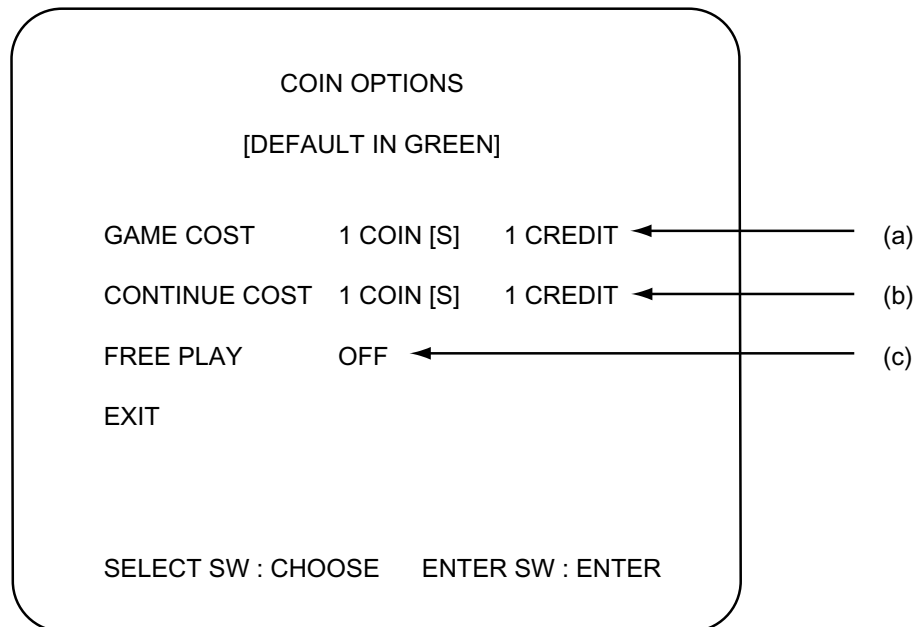 COIN OPTIONS
[DEFAULT IN GREEN]
GAME COST 1 COIN [S] 1 CREDIT (a)
CONTINUE COST 1 COIN [S] 1 CREDIT (b)
FREE PLAY OFF (c)
EXIT
SELECT SW : CHOOSE ENTER SW : ENTER